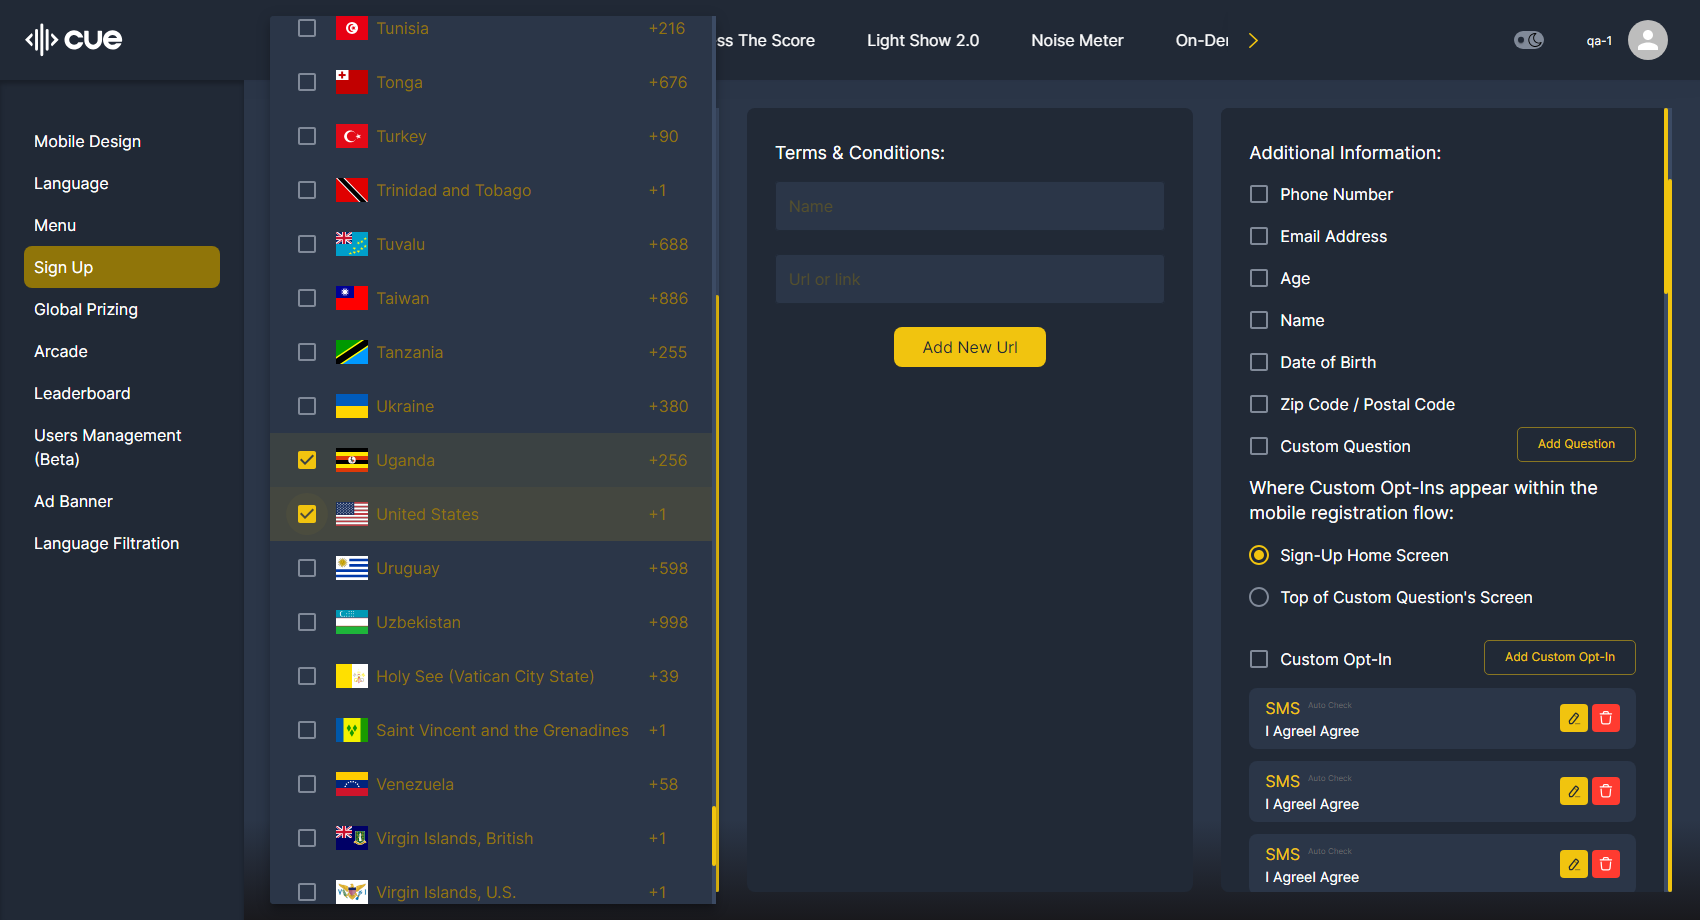 cue
ss The Score
Light Show 2.0
Noise Meter
On-Der
qa-1
Mobile Design
Language
Menu
Sign Up
Global Prizing
Arcade
Leaderboard
Users Management
(Beta)
Ad Banner
Language Filtration
Tunisia +216
Tonga +676
Turkey +90
Trinidad and Tobago +1
Tuvalu +688
Taiwan +886
Tanzania +255
Ukraine +380
Uganda +256
United States +1
Uruguay +598
Uzbekistan +998
Holy See (Vatican City State) +39
Saint Vincent and the Grenadines +1
Venezuela +58
Virgin Islands, British +1
Virgin Islands, U.S. +1
Terms & Conditions:
Name
Url or link
Add New Url
Additional Information:
Phone Number
Email Address
Age
Name
Date of Birth
Zip Code / Postal Code
Custom Question
Add Question
Where Custom Opt-Ins appear within the
mobile registration flow:
Sign-Up Home Screen
Top of Custom Question's Screen
Custom Opt-In
Add Custom Opt-In
SMS Auto Check
I AgreeI Agree
SMS Auto Check
I AgreeI Agree
SMS Auto Check
I AgreeI Agree